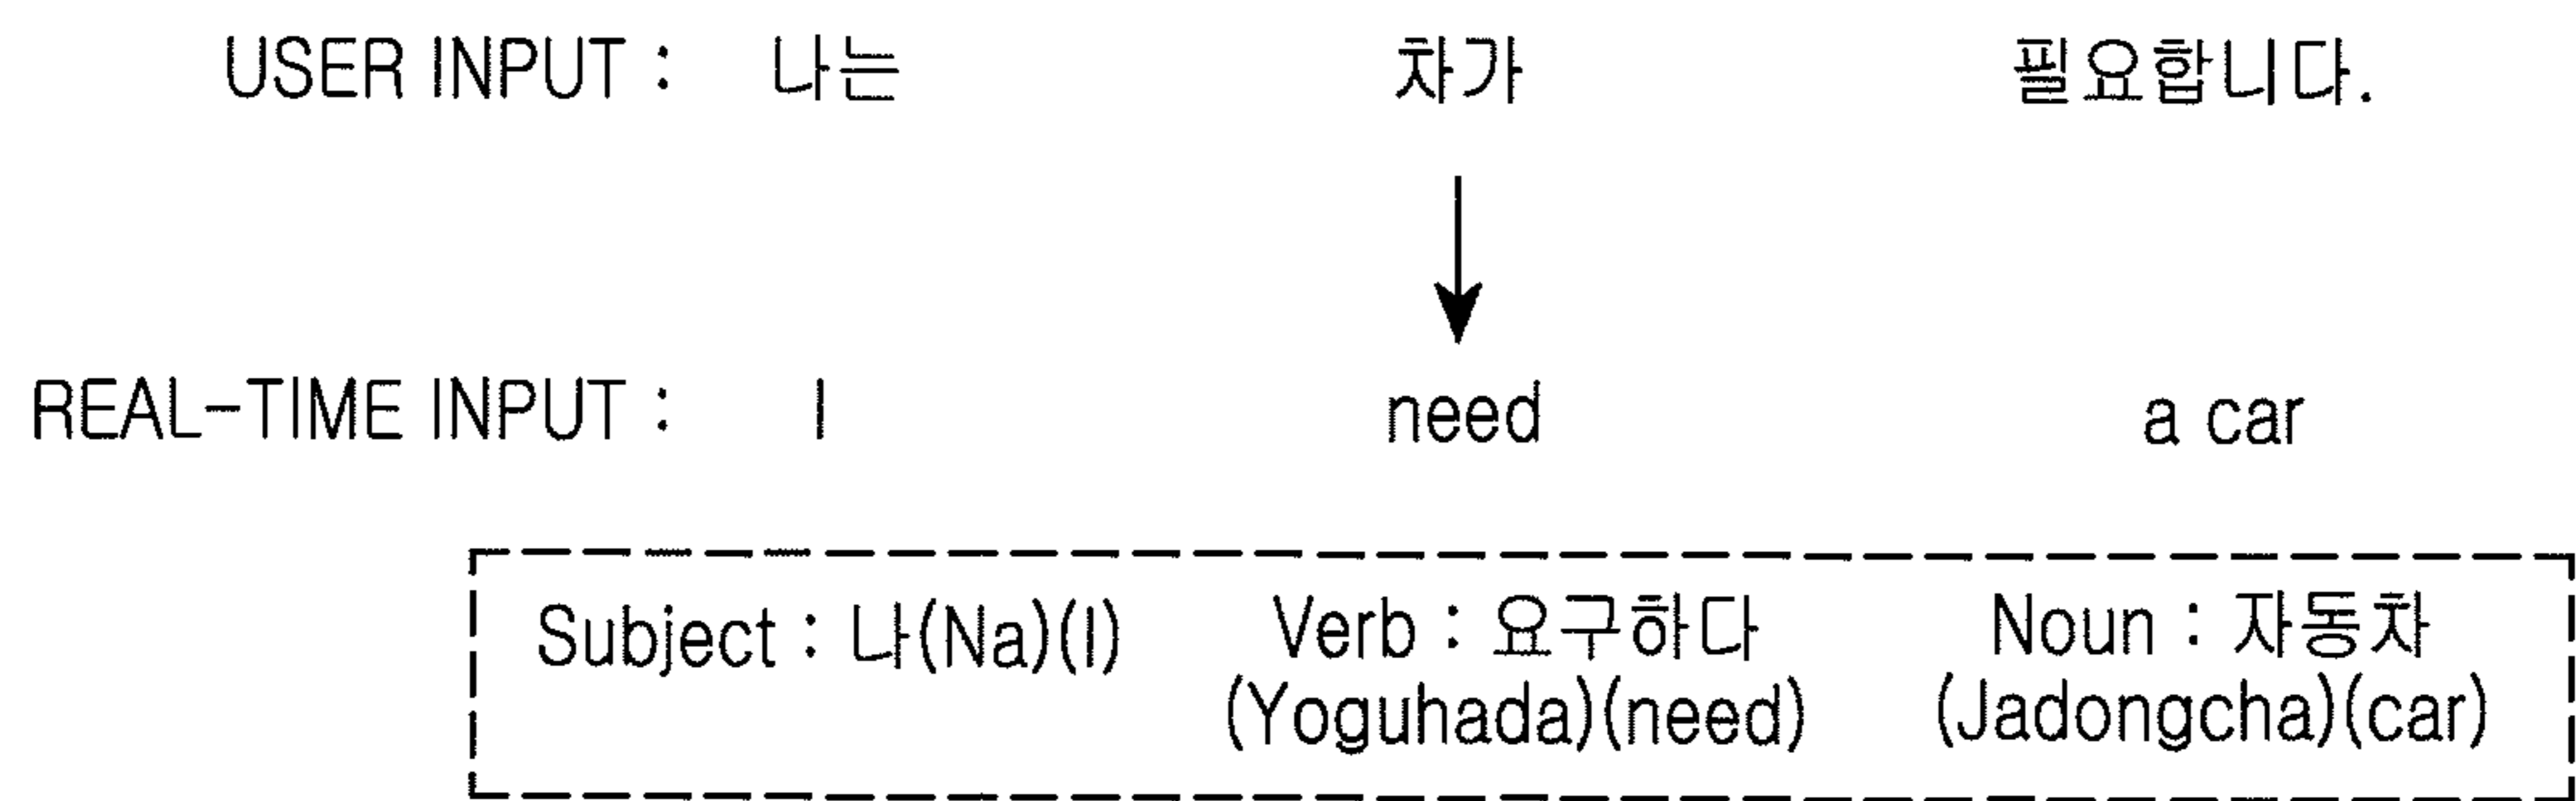 USER INPUT : 나는 차가 필요합니다.
REAL-TIME INPUT : I need a car
Subject : 나(Na)(I) Verb : 요구하다 Noun : 자동차
(Yoguhada)(need) (Jadongcha)(car)